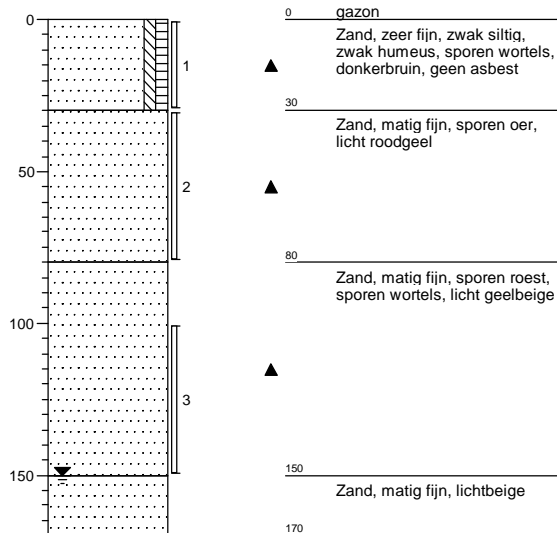 0
50
100
150
1
2
3
0
gazon
Zand, zeer fijn, zwak siltig,
zwak humeus, sporen wortels,
donkerbruin, geen asbest
30
Zand, matig fijn, sporen oer,
licht roodgeel
80
Zand, matig fijn, sporen roest,
sporen wortels, licht geelbeige
150
Zand, matig fijn, lichtbeige
170